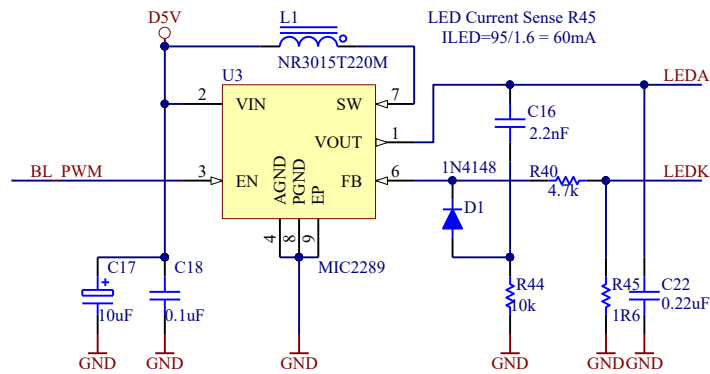 D5V
L1
LED Current Sense R45
ILED=95/1.6 = 60mA
NR3015T220M
U3
LEDA
2
VIN
SW
7
C16
2.2nF
VOUT
1
BL_PWM
3
EN
FB
6
1N4148
R40
4.7k
LEDK
AGND
PGND
EP
D1
4
8
9
MIC2289
C17
10uF
C18
0.1uF
R44
10k
R45
1R6
C22
0.22uF
GND
GND
GND
GND
GND
GND